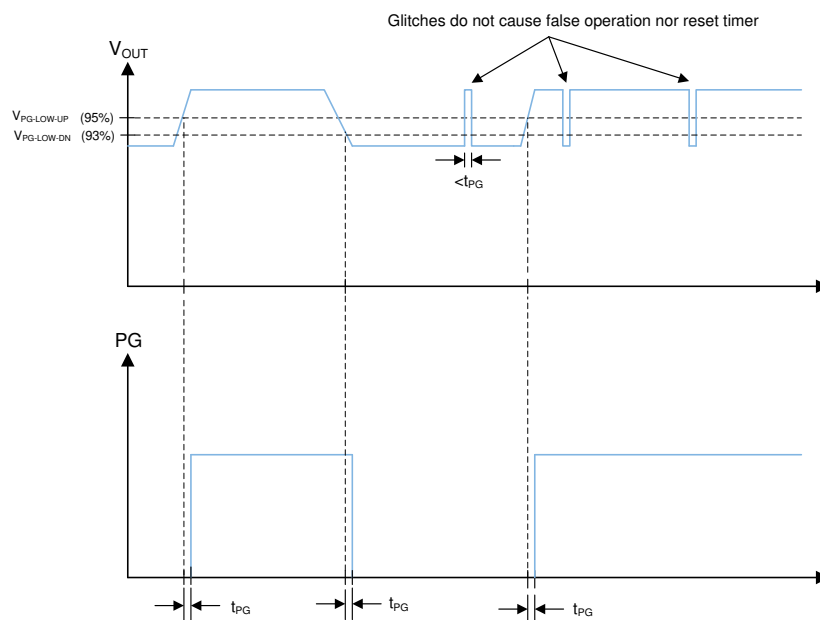 Glitches do not cause false operation nor reset timer
VOUT
VPG-LOW-UP (95%)
VPG-LOW-DN (93%)
<tPG
PG
tPG
tPG
tPG